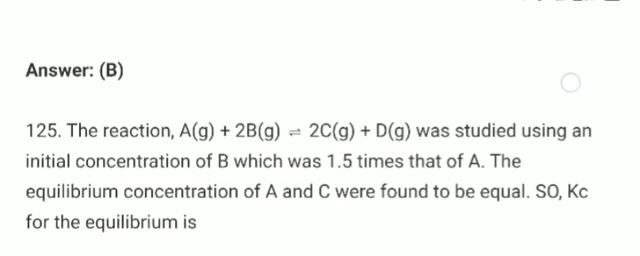 Answer: (B)
125. The reaction, A(g) + 2B(g) ⇌ 2C(g) + D(g) was studied using an
initial concentration of B which was 1.5 times that of A. The
equilibrium concentration of A and C were found to be equal. SO, Kc
for the equilibrium is